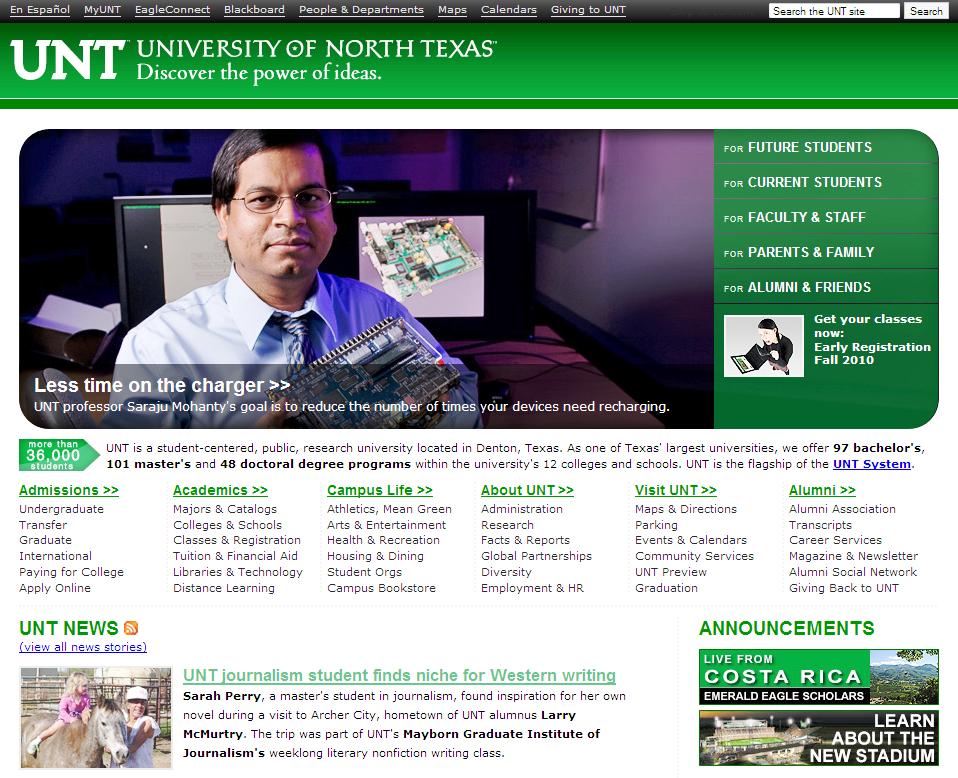 En Español MyUNT EagleConnect Blackboard People & Departments Maps Calendars Giving to UNT Search the UNT site Search
UNT UNIVERSITY OF NORTH TEXAS™
Discover the power of ideas.
FOR FUTURE STUDENTS
FOR CURRENT STUDENTS
FOR FACULTY & STAFF
FOR PARENTS & FAMILY
FOR ALUMNI & FRIENDS
Get your classes
now:
Early Registration
Fall 2010
Less time on the charger >>
UNT professor Saraju Mohanty's goal is to reduce the number of times your devices need recharging.
more than
36,000
students
UNT is a student-centered, public, research university located in Denton, Texas. As one of Texas' largest universities, we offer 97 bachelor's,
101 master's and 48 doctoral degree programs within the university's 12 colleges and schools. UNT is the flagship of the UNT System.
Admissions >>
Undergraduate
Transfer
Graduate
International
Paying for College
Apply Online
Academics >>
Majors & Catalogs
Colleges & Schools
Classes & Registration
Tuition & Financial Aid
Libraries & Technology
Distance Learning
Campus Life >>
Athletics, Mean Green
Arts & Entertainment
Health & Recreation
Housing & Dining
Student Orgs
Campus Bookstore
About UNT >>
Administration
Research
Facts & Reports
Global Partnerships
Diversity
Employment & HR
Visit UNT >>
Maps & Directions
Parking
Events & Calendars
Community Services
UNT Preview
Graduation
Alumni >>
Alumni Association
Transcripts
Career Services
Magazine & Newsletter
Alumni Social Network
Giving Back to UNT
UNT NEWS
(view all news stories)
UNT journalism student finds niche for Western writing
Sarah Perry, a master's student in journalism, found inspiration for her own
novel during a visit to Archer City, hometown of UNT alumnus Larry
McMurtry. The trip was part of UNT's Mayborn Graduate Institute of
Journalism's weeklong literary nonfiction writing class.
ANNOUNCEMENTS
LIVE FROM
COSTA RICA
EMERALD EAGLE SCHOLARS
LEARN
ABOUT THE
NEW STADIUM